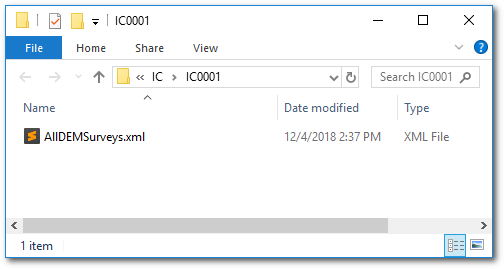 IC0001
File Home Share View
« IC > IC0001 Search IC0001
Name Date modified Type
AllDEMSurveys.xml 12/4/2018 2:37 PM XML File
1 item